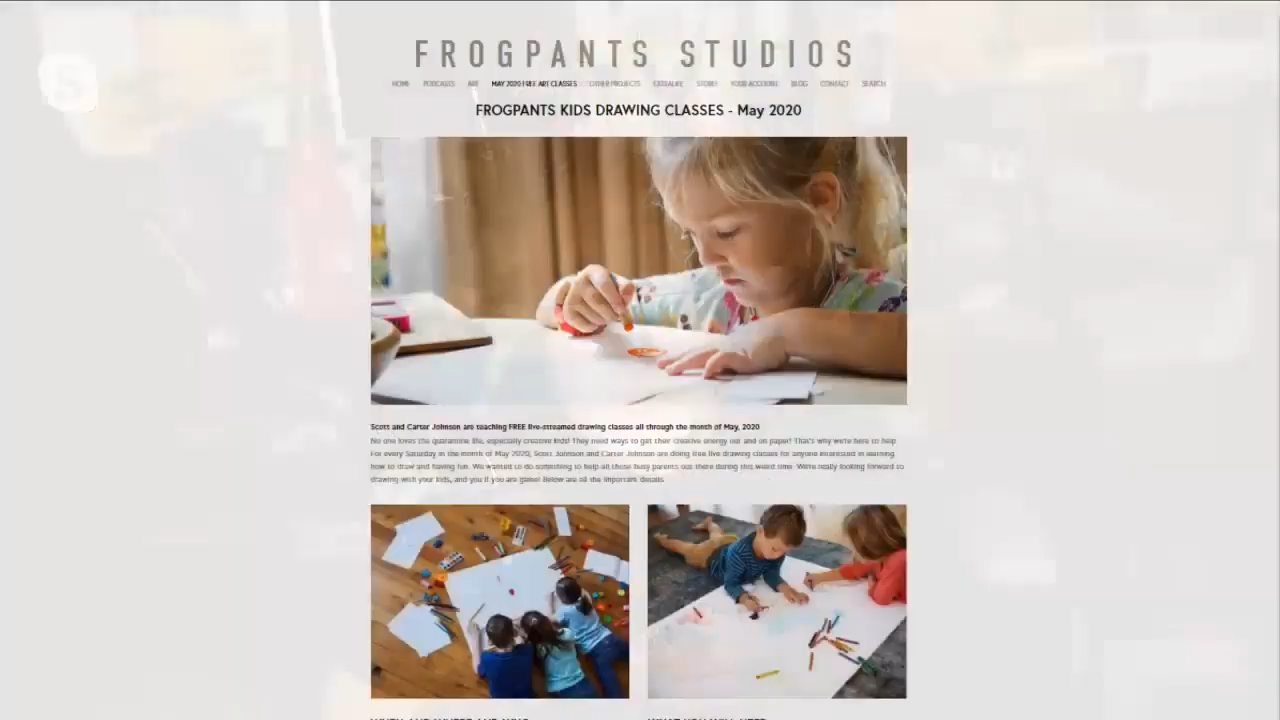 FROGPANTS STUDIOS
HOME PODCASTS ART MAY 2020 FREE ART CLASSES OTHER PROJECTS EXTRALIFE STORE! YOUR ACCOUNT BLOG CONTACT SEARCH
FROGPANTS KIDS DRAWING CLASSES - May 2020
Scott and Carter Johnson are teaching FREE live-streamed drawing classes all through the month of May, 2020
No one loves the quarantine life, especially creative kids! They need ways to get their creative energy out and on paper! That's why we're here to help.
For every Saturday in the month of May 2020, Scott Johnson and Carter Johnson are doing free live drawing classes for anyone interested in learning
how to draw and having fun. We wanted to do something to help all those busy parents out there during this weird time. We're really looking forward to
drawing with your kids, and you if you are game! Below are all the important details.